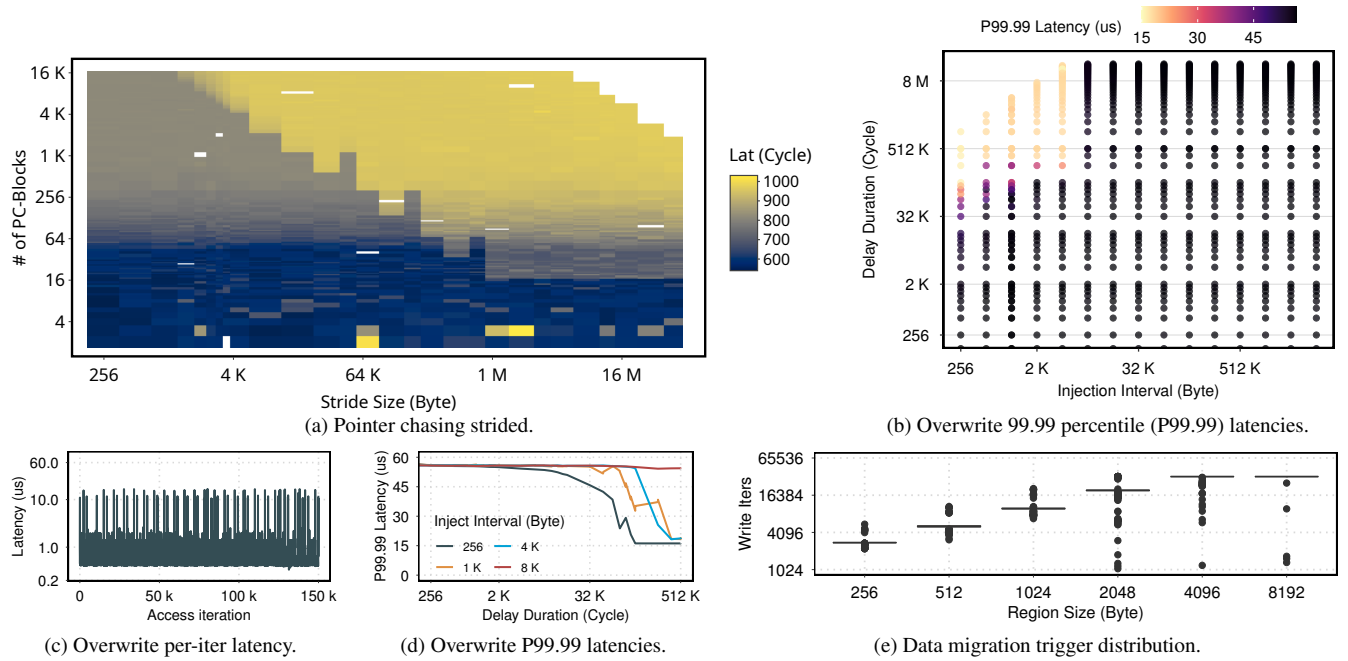 # of PC-Blocks
16 K
4 K
1 K
256
64
16
4
256 4 K 64 K 1 M 16 M
Stride Size (Byte)
Lat (Cycle)
1000
900
800
700
600
(a) Pointer chasing strided.
P99.99 Latency (us)
15 30 45
Delay Duration (Cycle)
8 M
512 K
32 K
2 K
256
256 2 K 32 K 512 K
Injection Interval (Byte)
(b) Overwrite 99.99 percentile (P99.99) latencies.
Latency (us)
60.0
10.0
1.0
0.2
0 50 k 100 k 150 k
Access iteration
(c) Overwrite per-iter latency.
P99.99 Latency (us)
60
45
30
15
0
Inject Interval (Byte)
256 4 K
1 K 8 K
256 2 K 32 K 512 K
Delay Duration (Cycle)
(d) Overwrite P99.99 latencies.
Write Iters
65536
16384
4096
1024
256 512 1024 2048 4096 8192
Region Size (Byte)
(e) Data migration trigger distribution.